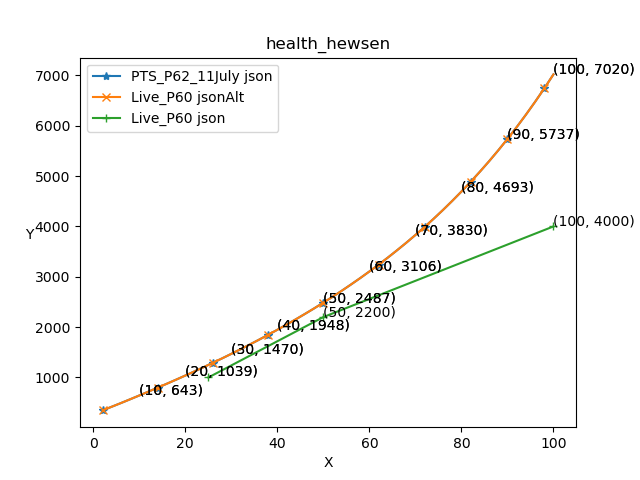 health_hewsen
PTS_P62_11July json
Live_P60 jsonAlt
Live_P60 json
(100, 7020)
(90, 5737)
(80, 4693)
(100, 4000)
(70, 3830)
(60, 3106)
(50, 2487)
(50, 2200)
(40, 1948)
(30, 1470)
(20, 1039)
(10, 643)
Y
7000
6000
5000
4000
3000
2000
1000
0 20 40 60 80 100
X